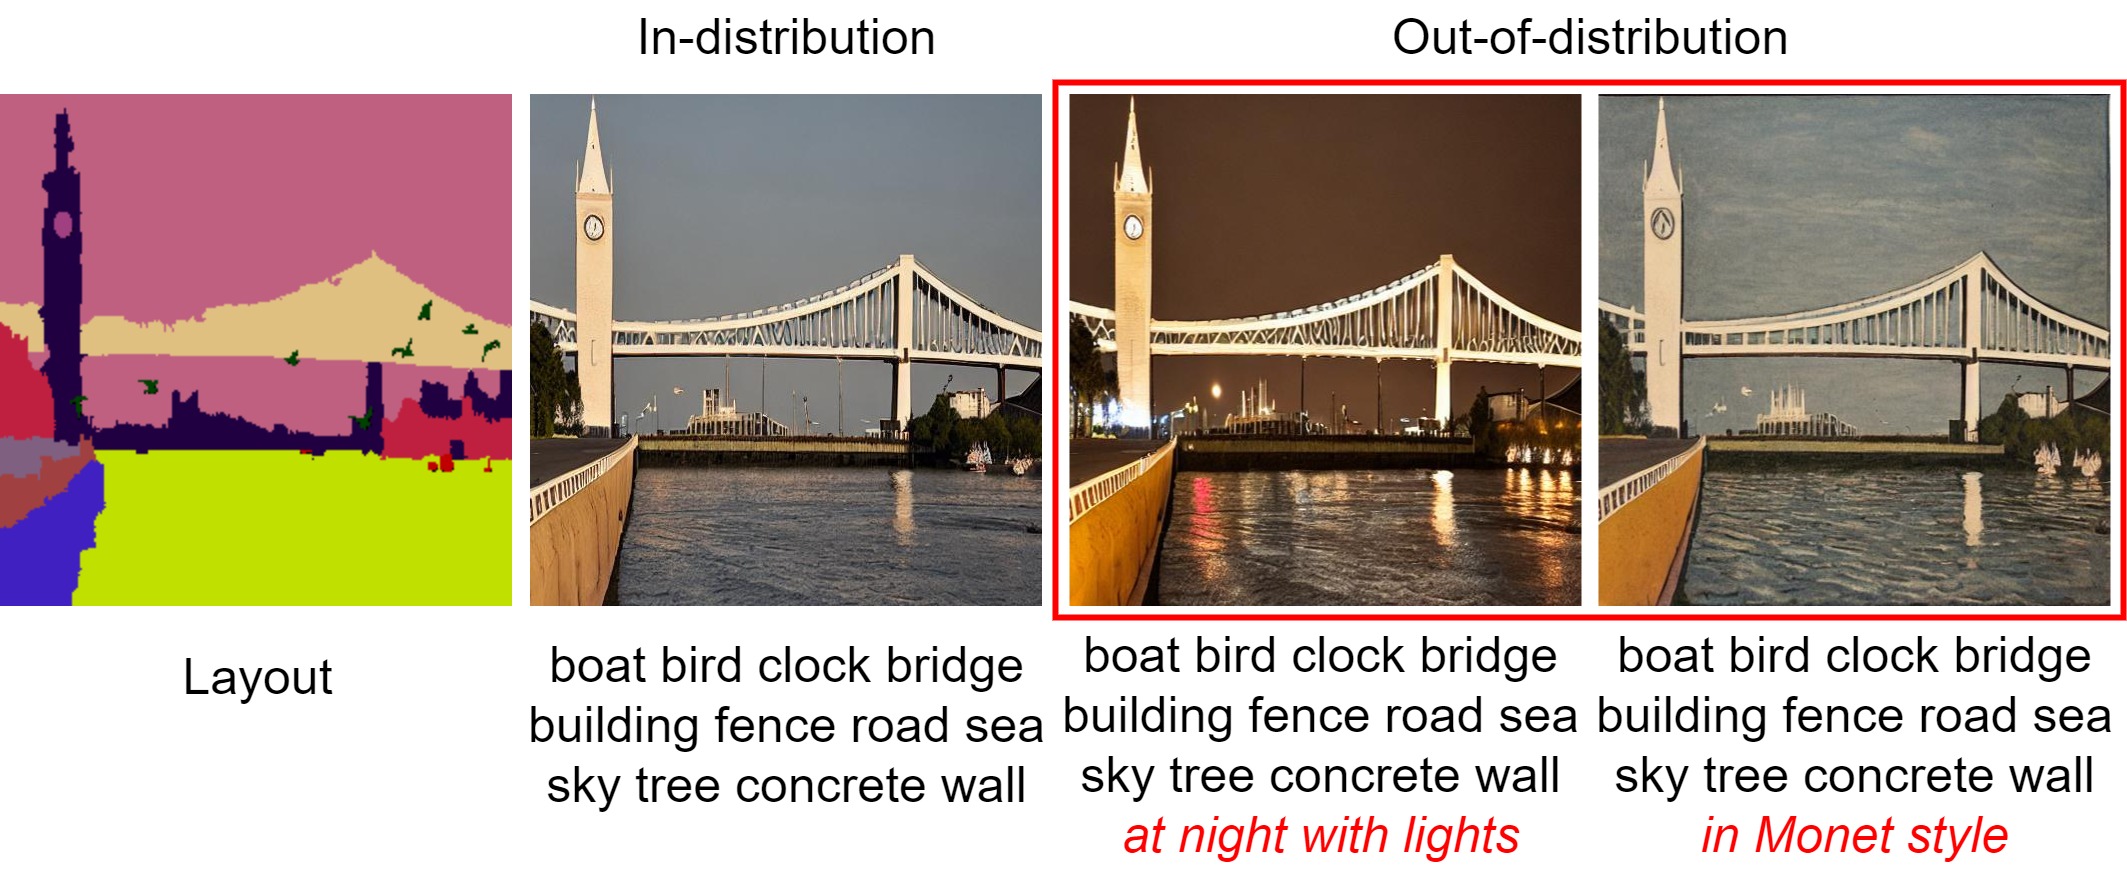 In-distribution
Out-of-distribution
Layout
boat bird clock bridge
building fence road sea
sky tree concrete wall
boat bird clock bridge
building fence road sea
sky tree concrete wall
at night with lights
boat bird clock bridge
building fence road sea
sky tree concrete wall
in Monet style